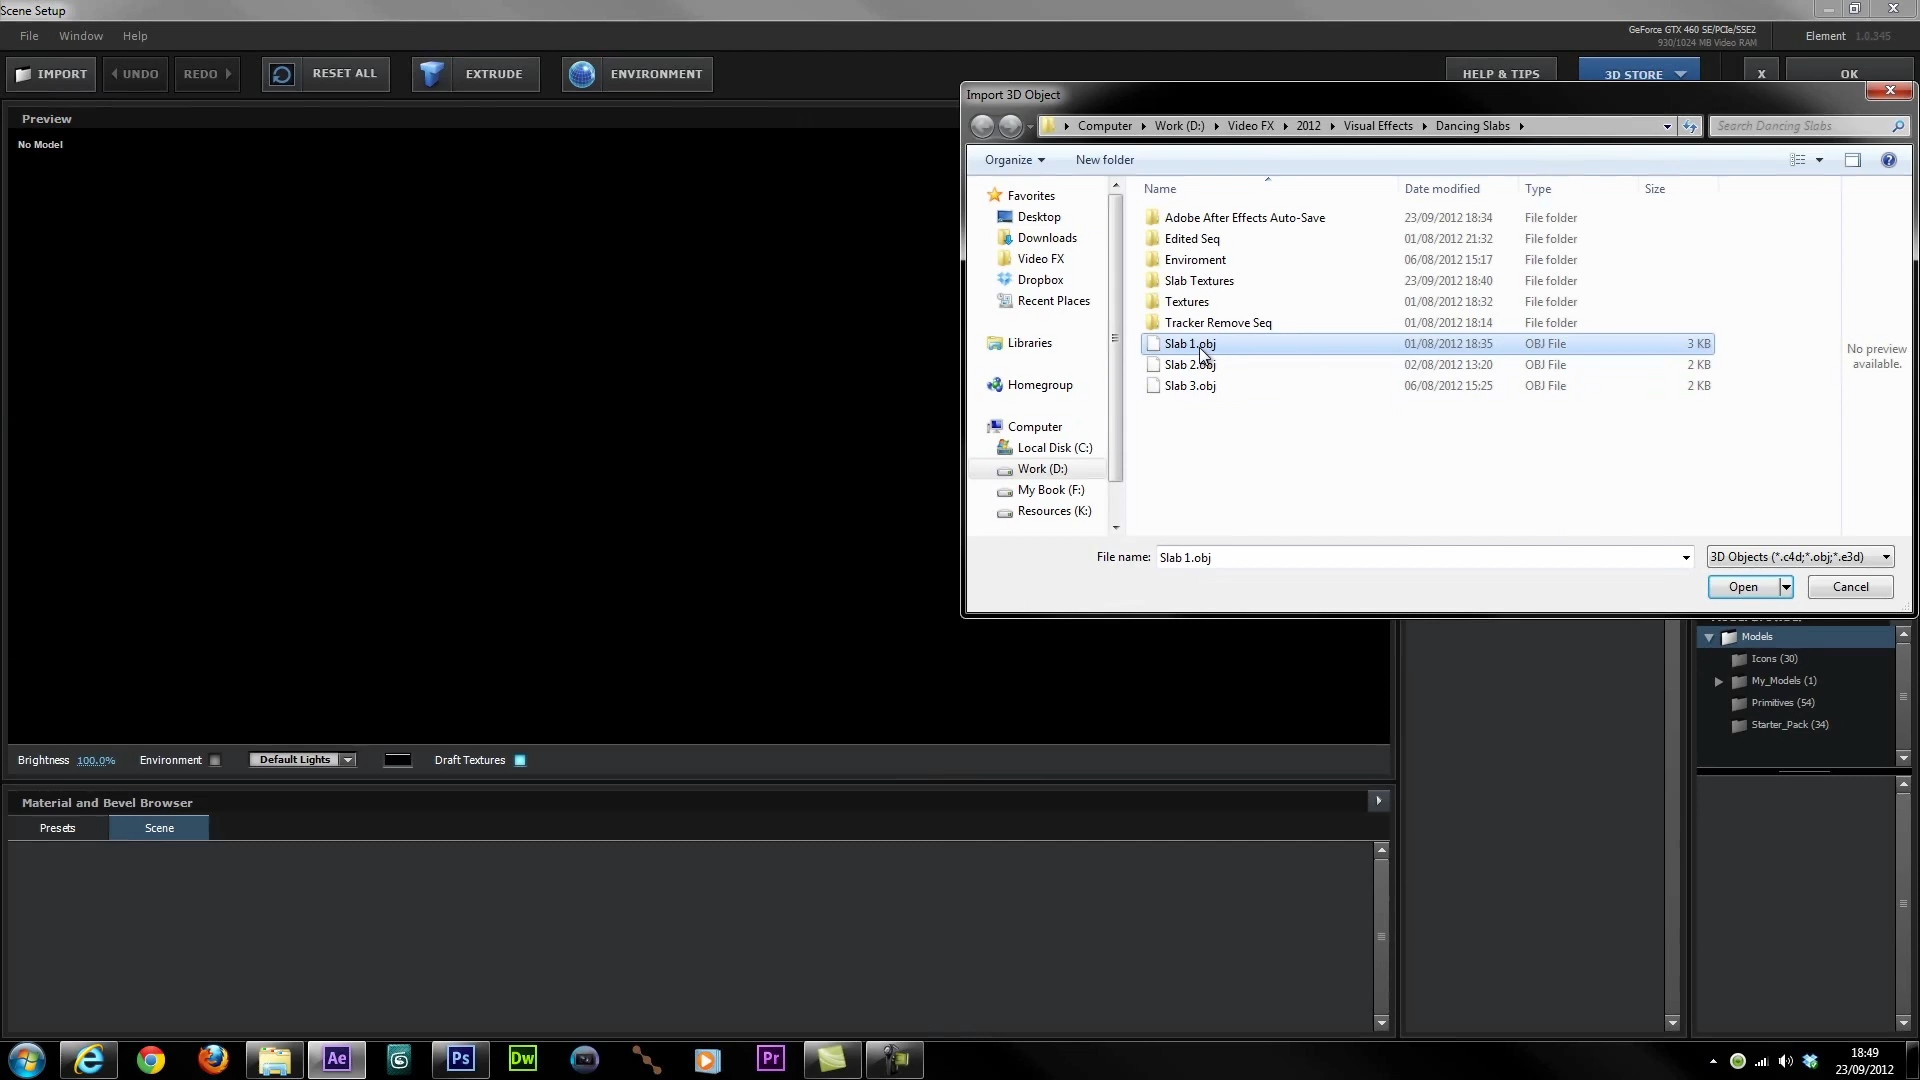 Scene Setup
File Window Help
GeForce GTX 460 SE/PCIe/SSE2
930/1024 MB Video RAM
Element 1.0.345
IMPORT UNDO REDO RESET ALL EXTRUDE ENVIRONMENT HELP & TIPS 3D STORE X OK
Preview
No Model
Import 3D Object
Computer Work (D:) Video FX 2012 Visual Effects Dancing Slabs Search Dancing Slabs
Organize New folder
Favorites
Desktop
Downloads
Video FX
Dropbox
Recent Places
Libraries
Homegroup
Computer
Local Disk (C:)
Work (D:)
My Book (F:)
Resources (K:)
Name Date modified Type Size
Adobe After Effects Auto-Save 23/09/2012 18:34 File folder
Edited Seq 01/08/2012 21:32 File folder
Enviroment 06/08/2012 15:17 File folder
Slab Textures 23/09/2012 18:40 File folder
Textures 01/08/2012 18:32 File folder
Tracker Remove Seq 01/08/2012 18:14 File folder
Slab 1.obj 01/08/2012 18:35 OBJ File 3 KB
Slab 2.obj 02/08/2012 13:20 OBJ File 2 KB
Slab 3.obj 06/08/2012 15:25 OBJ File 2 KB
No preview
available.
File name: Slab 1.obj 3D Objects (*.c4d;*.obj;*.e3d)
Open Cancel
Models
Icons (30)
My_Models (1)
Primitives (54)
Starter_Pack (34)
Brightness 100.0% Environment Default Lights Draft Textures
Material and Bevel Browser
Presets Scene
Ae Ps Dw Pr
18:49
23/09/2012